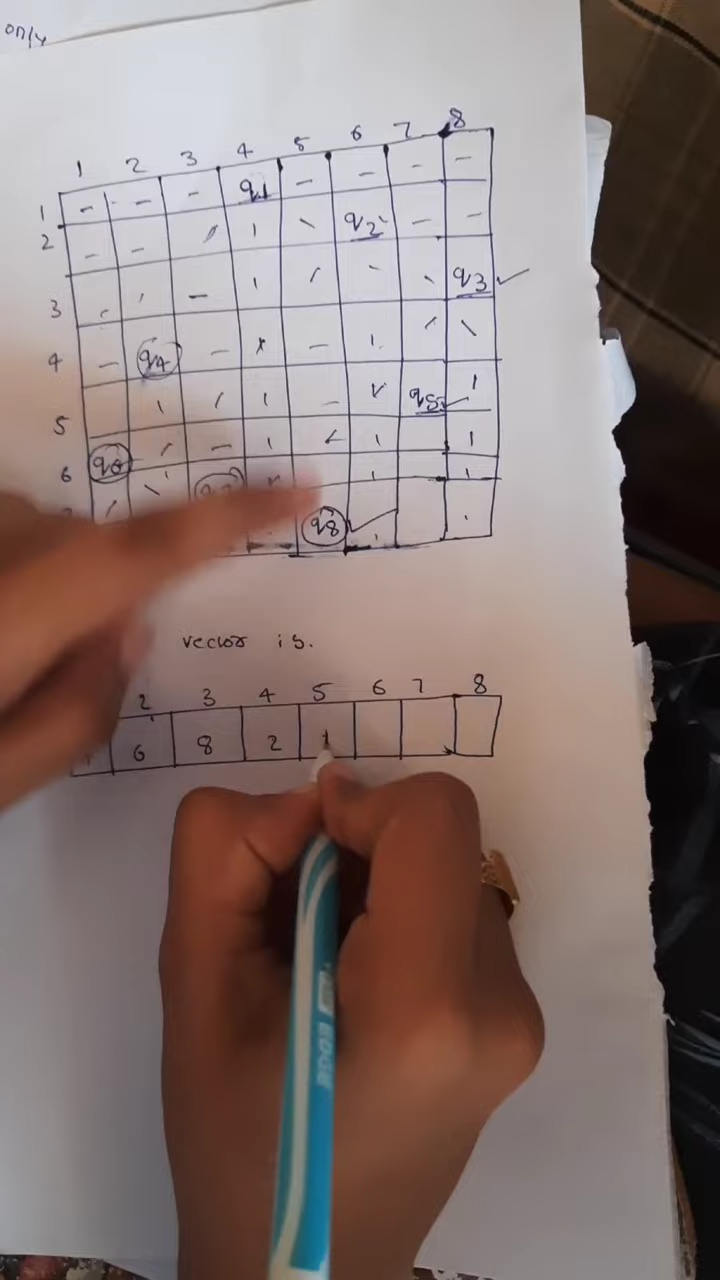 only
1 2 3 4 5 6 7 8
1 - - - q1 - - - -
2 - - q2 - -
3 - q3
4 - q4 - -
5 - q5
6 q6 -
q8
vector is.
2 3 4 5 6 7 8
6 8 2 1
EDGE